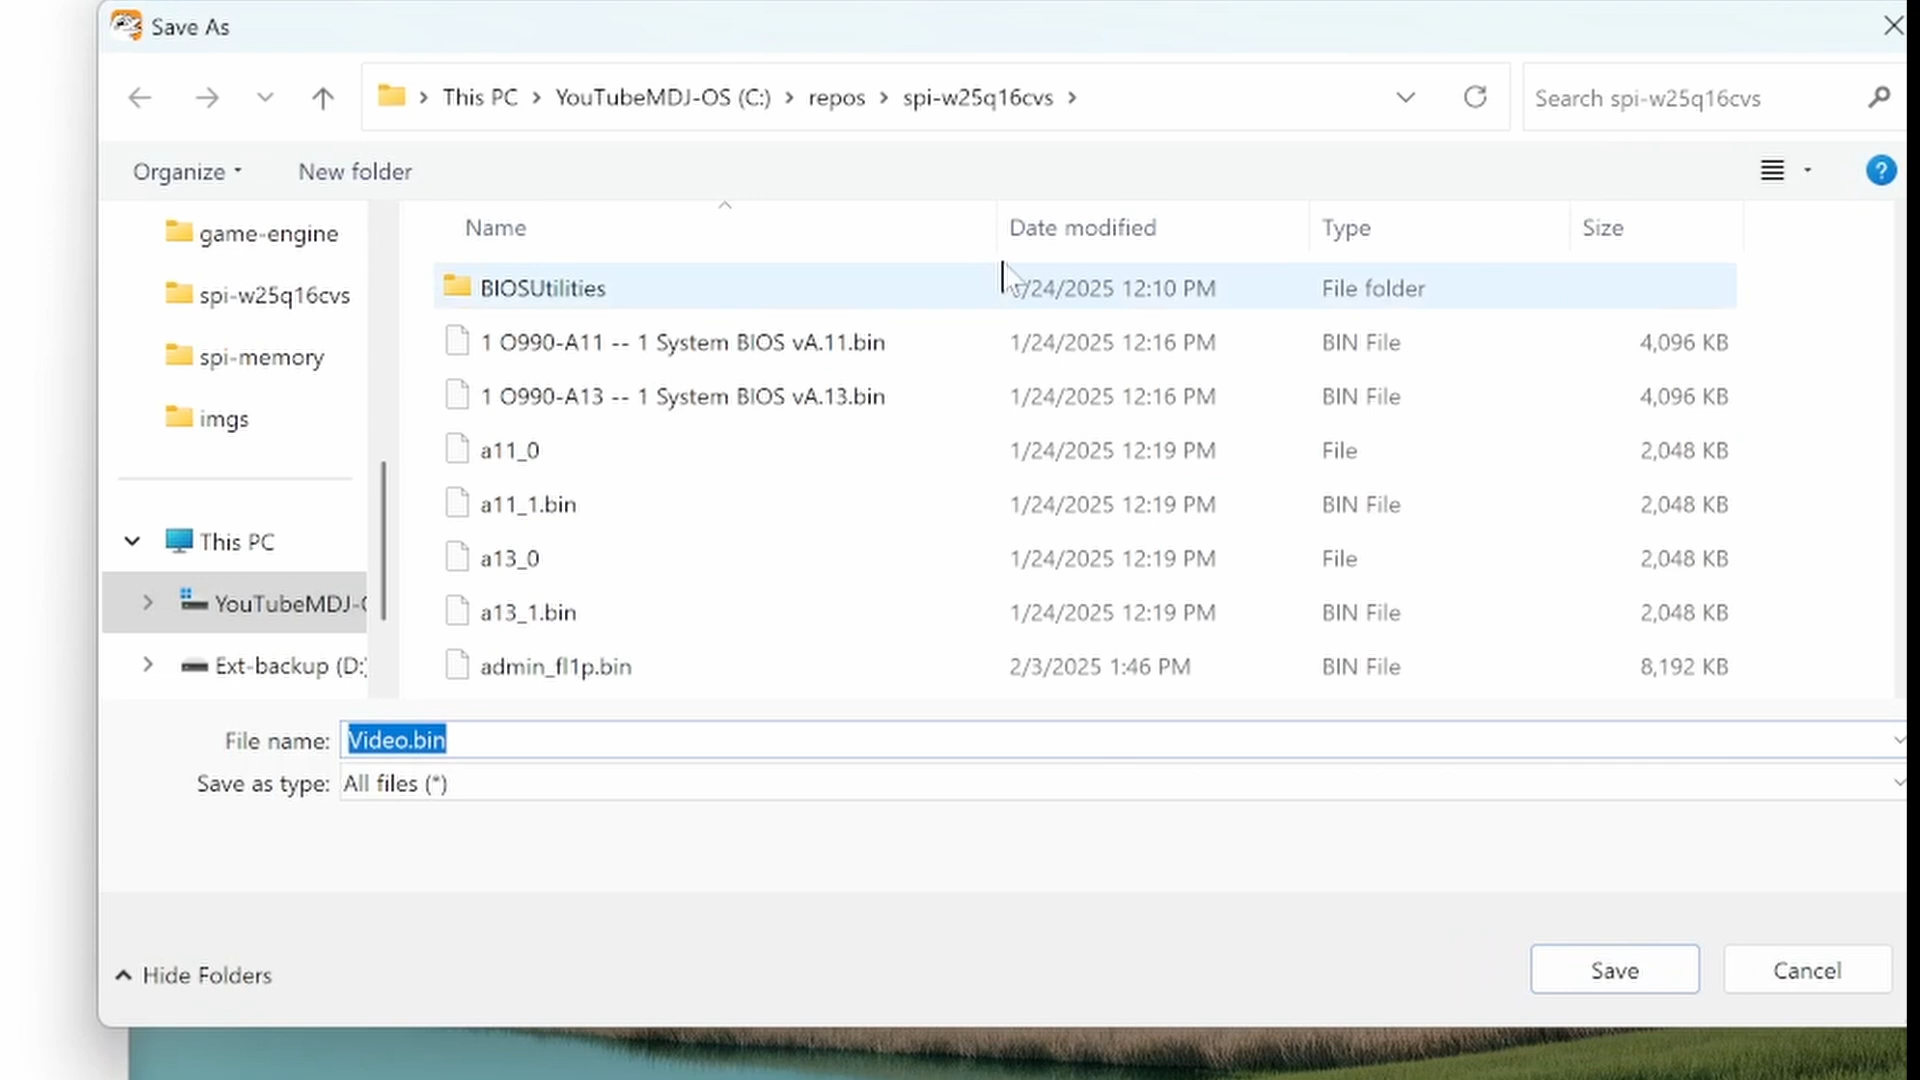 Save As
This PC > YouTubeMDJ-OS (C:) > repos > spi-w25q16cvs >
Search spi-w25q16cvs
Organize
New folder
?
game-engine
spi-w25q16cvs
spi-memory
imgs
This PC
YouTubeMDJ-
Ext-backup (D:
Name
Date modified
Type
Size
BIOSUtilities
/24/2025 12:10 PM
File folder
1 O990-A11 -- 1 System BIOS vA.11.bin
1/24/2025 12:16 PM
BIN File
4,096 KB
1 O990-A13 -- 1 System BIOS vA.13.bin
1/24/2025 12:16 PM
BIN File
4,096 KB
a11_0
1/24/2025 12:19 PM
File
2,048 KB
a11_1.bin
1/24/2025 12:19 PM
BIN File
2,048 KB
a13_0
1/24/2025 12:19 PM
File
2,048 KB
a13_1.bin
1/24/2025 12:19 PM
BIN File
2,048 KB
admin_fl1p.bin
2/3/2025 1:46 PM
BIN File
8,192 KB
File name: Video.bin
Save as type: All files (*)
Hide Folders
Save
Cancel